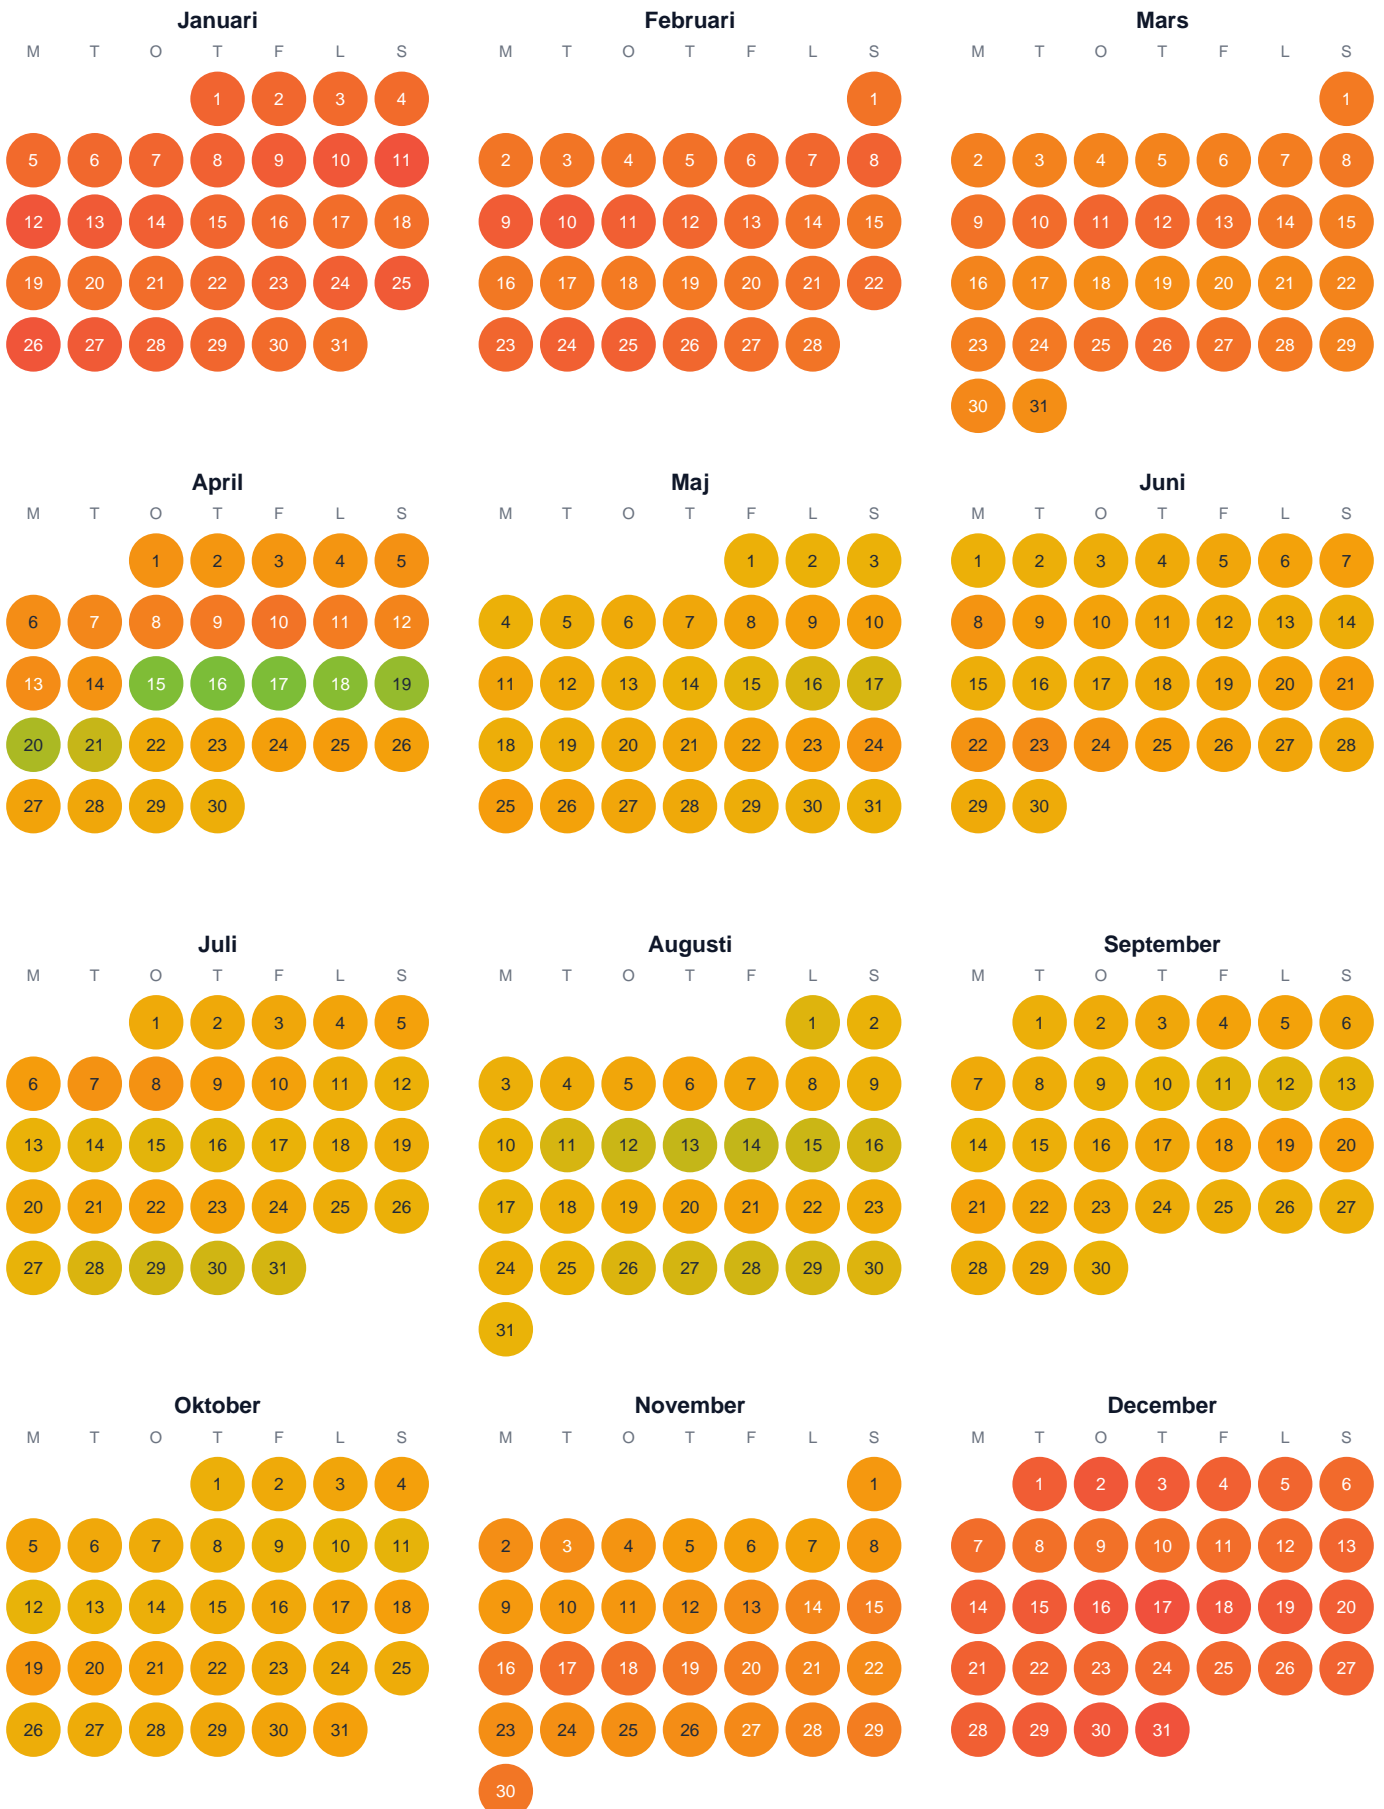 Januari Februari Mars
M T O T F L S M T O T F L S M T O T F L S
1 2 3 4 1 1
5 6 7 8 9 10 11 2 3 4 5 6 7 8 2 3 4 5 6 7 8
12 13 14 15 16 17 18 9 10 11 12 13 14 15 9 10 11 12 13 14 15
19 20 21 22 23 24 25 16 17 18 19 20 21 22 16 17 18 19 20 21 22
26 27 28 29 30 31 23 24 25 26 27 28 23 24 25 26 27 28 29
30 31
April Maj Juni
M T O T F L S M T O T F L S M T O T F L S
1 2 3 4 5 1 2 3 1 2 3 4 5 6 7
6 7 8 9 10 11 12 4 5 6 7 8 9 10 8 9 10 11 12 13 14
13 14 15 16 17 18 19 11 12 13 14 15 16 17 15 16 17 18 19 20 21
20 21 22 23 24 25 26 18 19 20 21 22 23 24 22 23 24 25 26 27 28
27 28 29 30 25 26 27 28 29 30 31 29 30
Juli Augusti September
M T O T F L S M T O T F L S M T O T F L S
1 2 3 4 5 1 2 1 2 3 4 5 6
6 7 8 9 10 11 12 3 4 5 6 7 8 9 7 8 9 10 11 12 13
13 14 15 16 17 18 19 10 11 12 13 14 15 16 14 15 16 17 18 19 20
20 21 22 23 24 25 26 17 18 19 20 21 22 23 21 22 23 24 25 26 27
27 28 29 30 31 24 25 26 27 28 29 30 28 29 30
31
Oktober November December
M T O T F L S M T O T F L S M T O T F L S
1 2 3 4 1 1 2 3 4 5 6
5 6 7 8 9 10 11 2 3 4 5 6 7 8 7 8 9 10 11 12 13
12 13 14 15 16 17 18 9 10 11 12 13 14 15 14 15 16 17 18 19 20
19 20 21 22 23 24 25 16 17 18 19 20 21 22 21 22 23 24 25 26 27
26 27 28 29 30 31 23 24 25 26 27 28 29 28 29 30 31
30